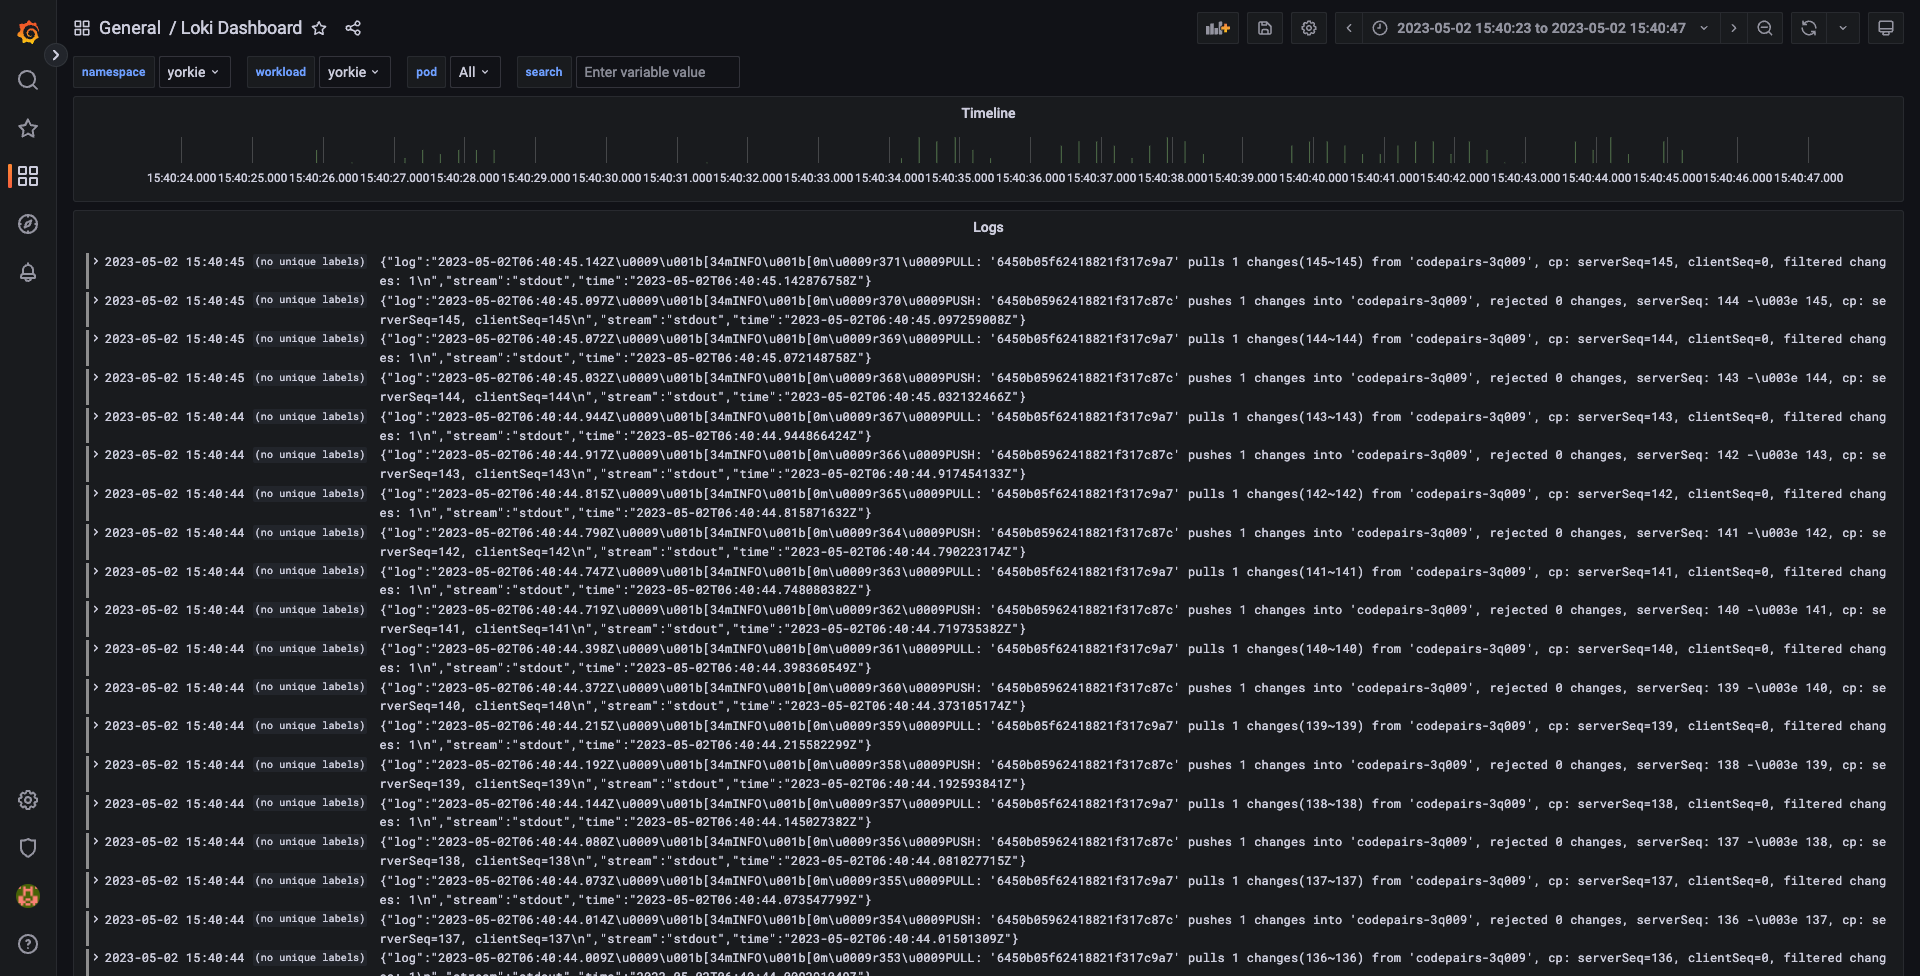 General / Loki Dashboard
2023-05-02 15:40:23 to 2023-05-02 15:40:47
namespace yorkie workload yorkie pod All search Enter variable value
Timeline
15:40:24.000 15:40:25.000 15:40:26.000 15:40:27.000 15:40:28.000 15:40:29.000 15:40:30.000 15:40:31.000 15:40:32.000 15:40:33.000 15:40:34.000 15:40:35.000 15:40:36.000 15:40:37.000 15:40:38.000 15:40:39.000 15:40:40.000 15:40:41.000 15:40:42.000 15:40:43.000 15:40:44.000 15:40:45.000 15:40:46.000 15:40:47.000
Logs
2023-05-02 15:40:45 (no unique labels) {"log":"2023-05-02T06:40:45.142Z\u0009\u001b[34mINFO\u001b[0m\u0009r371\u0009PULL: '6450b05f62418821f317c9a7' pulls 1 changes(145~145) from 'codepairs-3q009', cp: serverSeq=145, clientSeq=0, filtered chang
es: 1\n","stream":"stdout","time":"2023-05-02T06:40:45.142876758Z"}
2023-05-02 15:40:45 (no unique labels) {"log":"2023-05-02T06:40:45.097Z\u0009\u001b[34mINFO\u001b[0m\u0009r370\u0009PUSH: '6450b05962418821f317c87c' pushes 1 changes into 'codepairs-3q009', rejected 0 changes, serverSeq: 144 -\u003e 145, cp: se
rverSeq=145, clientSeq=145\n","stream":"stdout","time":"2023-05-02T06:40:45.097259008Z"}
2023-05-02 15:40:45 (no unique labels) {"log":"2023-05-02T06:40:45.072Z\u0009\u001b[34mINFO\u001b[0m\u0009r369\u0009PULL: '6450b05f62418821f317c9a7' pulls 1 changes(144~144) from 'codepairs-3q009', cp: serverSeq=144, clientSeq=0, filtered chang
es: 1\n","stream":"stdout","time":"2023-05-02T06:40:45.072148758Z"}
2023-05-02 15:40:45 (no unique labels) {"log":"2023-05-02T06:40:45.032Z\u0009\u001b[34mINFO\u001b[0m\u0009r368\u0009PUSH: '6450b05962418821f317c87c' pushes 1 changes into 'codepairs-3q009', rejected 0 changes, serverSeq: 143 -\u003e 144, cp: se
rverSeq=144, clientSeq=144\n","stream":"stdout","time":"2023-05-02T06:40:45.032132466Z"}
2023-05-02 15:40:44 (no unique labels) {"log":"2023-05-02T06:40:44.944Z\u0009\u001b[34mINFO\u001b[0m\u0009r367\u0009PULL: '6450b05f62418821f317c9a7' pulls 1 changes(143~143) from 'codepairs-3q009', cp: serverSeq=143, clientSeq=0, filtered chang
es: 1\n","stream":"stdout","time":"2023-05-02T06:40:44.944866424Z"}
2023-05-02 15:40:44 (no unique labels) {"log":"2023-05-02T06:40:44.917Z\u0009\u001b[34mINFO\u001b[0m\u0009r366\u0009PUSH: '6450b05962418821f317c87c' pushes 1 changes into 'codepairs-3q009', rejected 0 changes, serverSeq: 142 -\u003e 143, cp: se
rverSeq=143, clientSeq=143\n","stream":"stdout","time":"2023-05-02T06:40:44.917454133Z"}
2023-05-02 15:40:44 (no unique labels) {"log":"2023-05-02T06:40:44.815Z\u0009\u001b[34mINFO\u001b[0m\u0009r365\u0009PULL: '6450b05f62418821f317c9a7' pulls 1 changes(142~142) from 'codepairs-3q009', cp: serverSeq=142, clientSeq=0, filtered chang
es: 1\n","stream":"stdout","time":"2023-05-02T06:40:44.815871632Z"}
2023-05-02 15:40:44 (no unique labels) {"log":"2023-05-02T06:40:44.790Z\u0009\u001b[34mINFO\u001b[0m\u0009r364\u0009PUSH: '6450b05962418821f317c87c' pushes 1 changes into 'codepairs-3q009', rejected 0 changes, serverSeq: 141 -\u003e 142, cp: se
rverSeq=142, clientSeq=142\n","stream":"stdout","time":"2023-05-02T06:40:44.790223174Z"}
2023-05-02 15:40:44 (no unique labels) {"log":"2023-05-02T06:40:44.747Z\u0009\u001b[34mINFO\u001b[0m\u0009r363\u0009PULL: '6450b05f62418821f317c9a7' pulls 1 changes(141~141) from 'codepairs-3q009', cp: serverSeq=141, clientSeq=0, filtered chang
es: 1\n","stream":"stdout","time":"2023-05-02T06:40:44.748080382Z"}
2023-05-02 15:40:44 (no unique labels) {"log":"2023-05-02T06:40:44.719Z\u0009\u001b[34mINFO\u001b[0m\u0009r362\u0009PUSH: '6450b05962418821f317c87c' pushes 1 changes into 'codepairs-3q009', rejected 0 changes, serverSeq: 140 -\u003e 141, cp: se
rverSeq=141, clientSeq=141\n","stream":"stdout","time":"2023-05-02T06:40:44.719735382Z"}
2023-05-02 15:40:44 (no unique labels) {"log":"2023-05-02T06:40:44.398Z\u0009\u001b[34mINFO\u001b[0m\u0009r361\u0009PULL: '6450b05f62418821f317c9a7' pulls 1 changes(140~140) from 'codepairs-3q009', cp: serverSeq=140, clientSeq=0, filtered chang
es: 1\n","stream":"stdout","time":"2023-05-02T06:40:44.398360549Z"}
2023-05-02 15:40:44 (no unique labels) {"log":"2023-05-02T06:40:44.372Z\u0009\u001b[34mINFO\u001b[0m\u0009r360\u0009PUSH: '6450b05962418821f317c87c' pushes 1 changes into 'codepairs-3q009', rejected 0 changes, serverSeq: 139 -\u003e 140, cp: se
rverSeq=140, clientSeq=140\n","stream":"stdout","time":"2023-05-02T06:40:44.373105174Z"}
2023-05-02 15:40:44 (no unique labels) {"log":"2023-05-02T06:40:44.215Z\u0009\u001b[34mINFO\u001b[0m\u0009r359\u0009PULL: '6450b05f62418821f317c9a7' pulls 1 changes(139~139) from 'codepairs-3q009', cp: serverSeq=139, clientSeq=0, filtered chang
es: 1\n","stream":"stdout","time":"2023-05-02T06:40:44.215582299Z"}
2023-05-02 15:40:44 (no unique labels) {"log":"2023-05-02T06:40:44.192Z\u0009\u001b[34mINFO\u001b[0m\u0009r358\u0009PUSH: '6450b05962418821f317c87c' pushes 1 changes into 'codepairs-3q009', rejected 0 changes, serverSeq: 138 -\u003e 139, cp: se
rverSeq=139, clientSeq=139\n","stream":"stdout","time":"2023-05-02T06:40:44.192593841Z"}
2023-05-02 15:40:44 (no unique labels) {"log":"2023-05-02T06:40:44.144Z\u0009\u001b[34mINFO\u001b[0m\u0009r357\u0009PULL: '6450b05f62418821f317c9a7' pulls 1 changes(138~138) from 'codepairs-3q009', cp: serverSeq=138, clientSeq=0, filtered chang
es: 1\n","stream":"stdout","time":"2023-05-02T06:40:44.145027382Z"}
2023-05-02 15:40:44 (no unique labels) {"log":"2023-05-02T06:40:44.080Z\u0009\u001b[34mINFO\u001b[0m\u0009r356\u0009PUSH: '6450b05962418821f317c87c' pushes 1 changes into 'codepairs-3q009', rejected 0 changes, serverSeq: 137 -\u003e 138, cp: se
rverSeq=138, clientSeq=138\n","stream":"stdout","time":"2023-05-02T06:40:44.081027715Z"}
2023-05-02 15:40:44 (no unique labels) {"log":"2023-05-02T06:40:44.073Z\u0009\u001b[34mINFO\u001b[0m\u0009r355\u0009PULL: '6450b05f62418821f317c9a7' pulls 1 changes(137~137) from 'codepairs-3q009', cp: serverSeq=137, clientSeq=0, filtered chang
es: 1\n","stream":"stdout","time":"2023-05-02T06:40:44.073547799Z"}
2023-05-02 15:40:44 (no unique labels) {"log":"2023-05-02T06:40:44.014Z\u0009\u001b[34mINFO\u001b[0m\u0009r354\u0009PUSH: '6450b05962418821f317c87c' pushes 1 changes into 'codepairs-3q009', rejected 0 changes, serverSeq: 136 -\u003e 137, cp: se
rverSeq=137, clientSeq=137\n","stream":"stdout","time":"2023-05-02T06:40:44.01501309Z"}
2023-05-02 15:40:44 (no unique labels) {"log":"2023-05-02T06:40:44.009Z\u0009\u001b[34mINFO\u001b[0m\u0009r353\u0009PULL: '6450b05f62418821f317c9a7' pulls 1 changes(136~136) from 'codepairs-3q009', cp: serverSeq=136, clientSeq=0, filtered chang